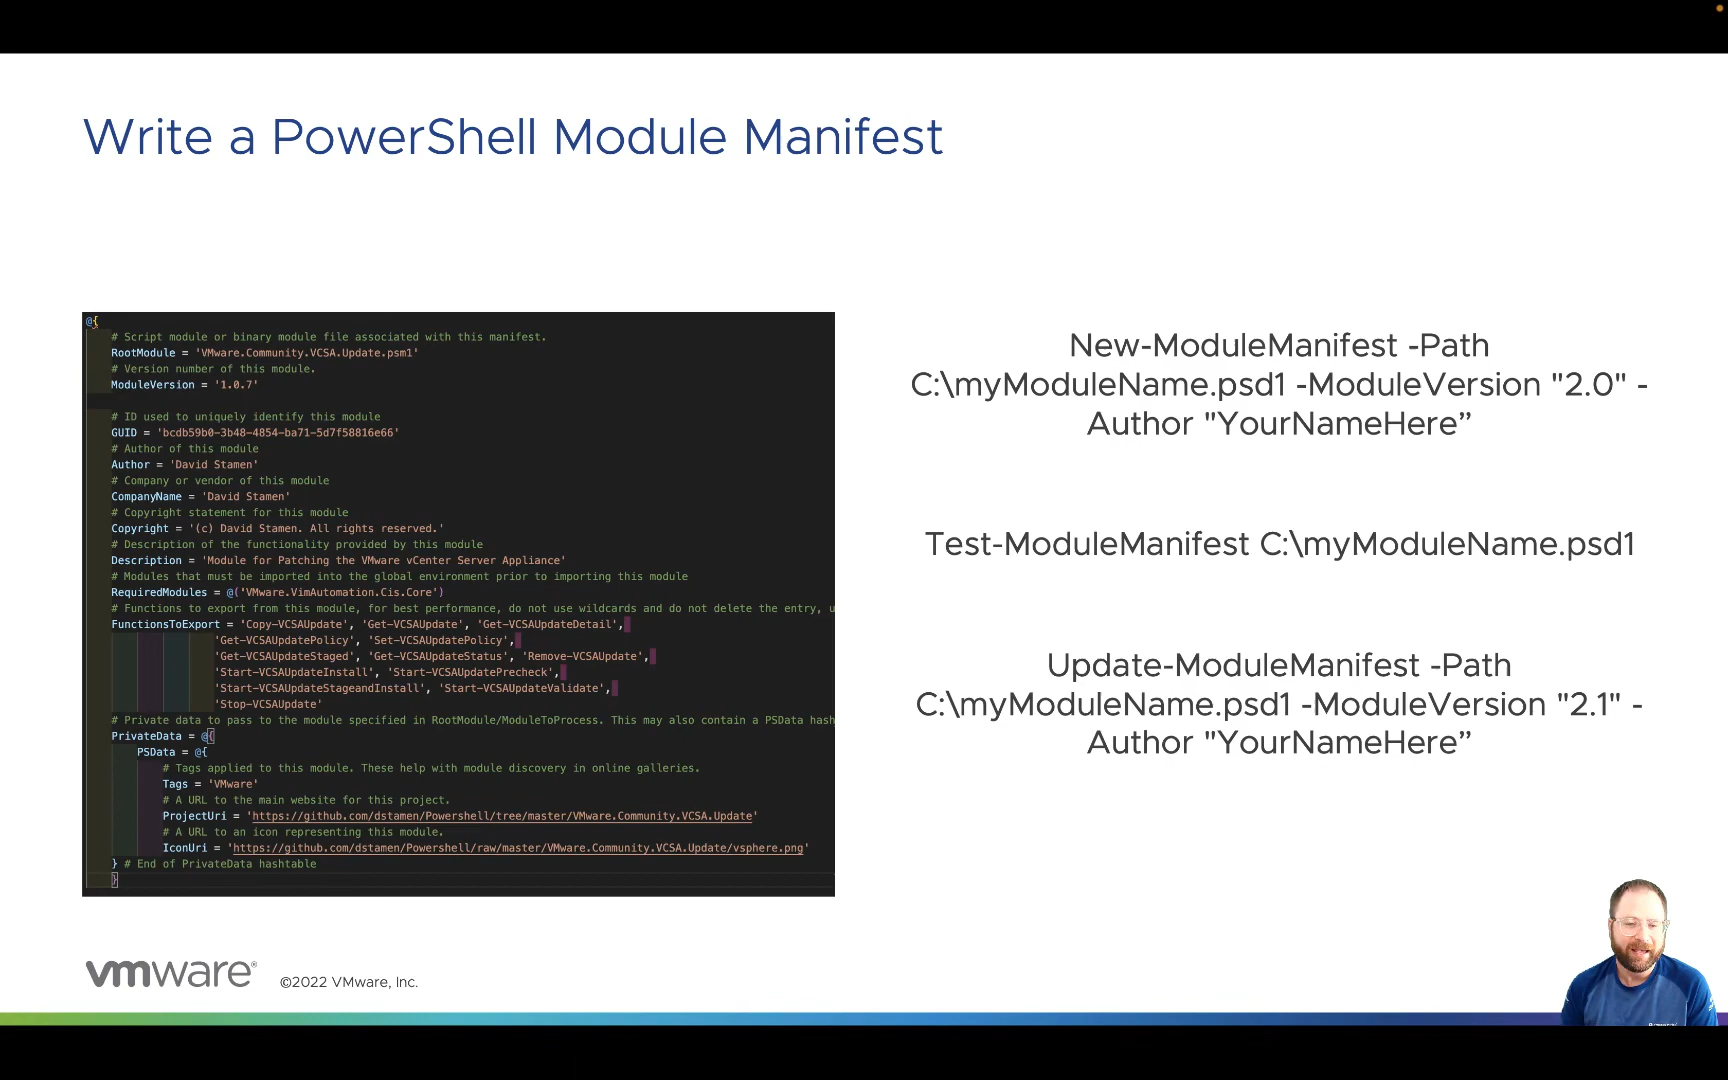 Write a PowerShell Module Manifest
@{
# Script module or binary module file associated with this manifest.
RootModule = 'VMware.Community.VCSA.Update.psm1'
# Version number of this module.
ModuleVersion = '1.0.7'
# ID used to uniquely identify this module
GUID = 'bcdb59b0-3b48-4854-ba71-5d7f58816e66'
# Author of this module
Author = 'David Stamen'
# Company or vendor of this module
CompanyName = 'David Stamen'
# Copyright statement for this module
Copyright = '(c) David Stamen. All rights reserved.'
# Description of the functionality provided by this module
Description = 'Module for Patching the VMware vCenter Server Appliance'
# Modules that must be imported into the global environment prior to importing this module
RequiredModules = @('VMware.VimAutomation.Cis.Core')
# Functions to export from this module, for best performance, do not use wildcards and do not delete the entry, u
FunctionsToExport = 'Copy-VCSAUpdate', 'Get-VCSAUpdate', 'Get-VCSAUpdateDetail',
'Get-VCSAUpdatePolicy', 'Set-VCSAUpdatePolicy',
'Get-VCSAUpdateStaged', 'Get-VCSAUpdateStatus', 'Remove-VCSAUpdate',
'Start-VCSAUpdateInstall', 'Start-VCSAUpdatePrecheck',
'Start-VCSAUpdateStageandInstall', 'Start-VCSAUpdateValidate',
'Stop-VCSAUpdate'
# Private data to pass to the module specified in RootModule/ModuleToProcess. This may also contain a PSData hash
PrivateData = @{
PSData = @{
# Tags applied to this module. These help with module discovery in online galleries.
Tags = 'VMware'
# A URL to the main website for this project.
ProjectUri = 'https://github.com/dstamen/Powershell/tree/master/VMware.Community.VCSA.Update'
# A URL to an icon representing this module.
IconUri = 'https://github.com/dstamen/Powershell/raw/master/VMware.Community.VCSA.Update/vsphere.png'
} # End of PrivateData hashtable
}
New-ModuleManifest -Path
C:\myModuleName.psd1 -ModuleVersion "2.0" -
Author "YourNameHere”
Test-ModuleManifest C:\myModuleName.psd1
Update-ModuleManifest -Path
C:\myModuleName.psd1 -ModuleVersion "2.1" -
Author "YourNameHere”
vmware®
©2022 VMware, Inc.